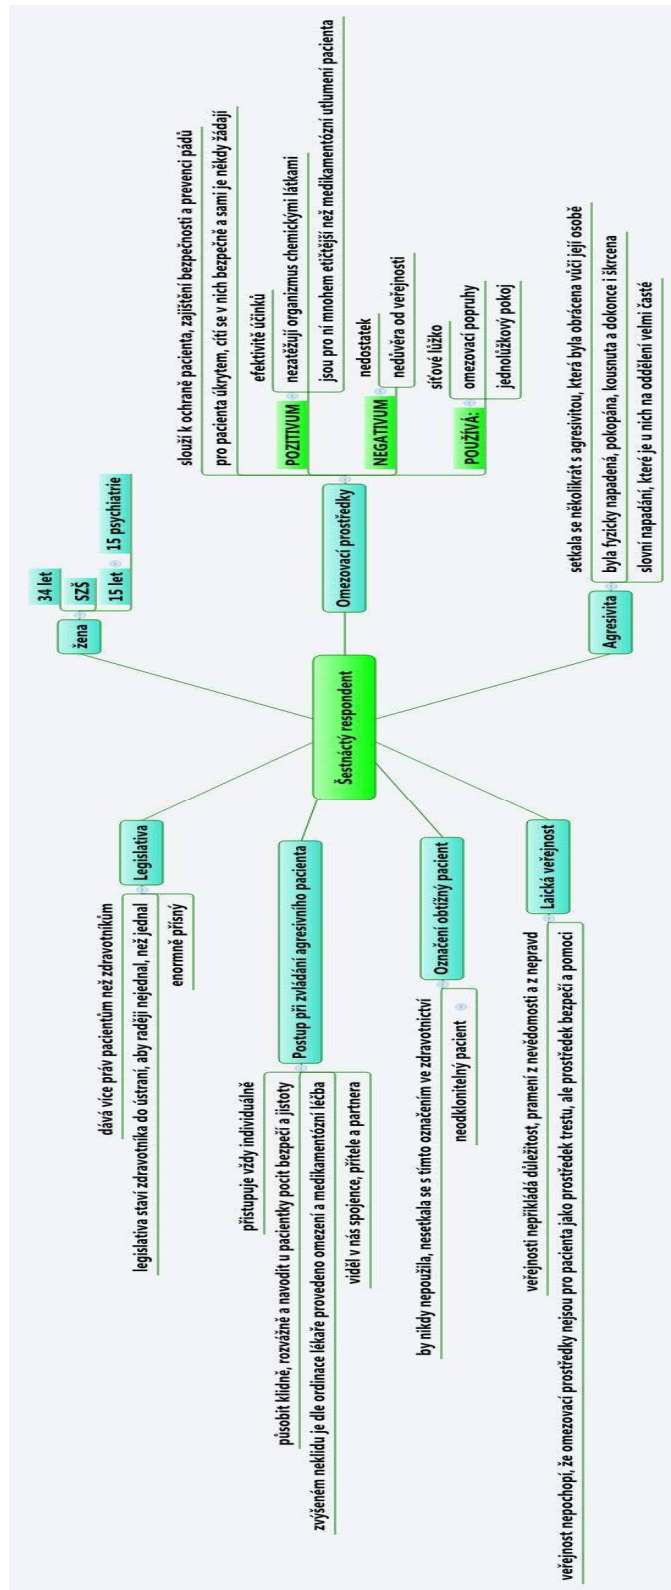 Šestnáctý respondent
žena
34 let
SZŠ
15 let
15 psychiatrie
Omezovací prostředky
slouží k ochraně pacienta, zajištění bezpečnosti a prevenci pádů
pro pacienta úkrytem, cítí se v nich bezpečně a sami je někdy žádají
POZITIVUM
efektivitě účinků
nezatěžují organizmus chemickými látkami
jsou pro ní mnohem etičtější než medikamentózní utlumení pacienta
NEGATIVUM
nedostatek
nedůvěra od veřejnosti
POUŽÍVÁ:
síťové lůžko
omezovací popruhy
jednolůžkový pokoj
Agresivita
setkala se několikrát s agresivitou, která byla obrácena vůči její osobě
byla fyzicky napadená, pokopána, kousnuta a dokonce i škrcena
slovní napadání, které je u nich na oddělení velmi časté
Legislativa
dává více práv pacientům než zdravotníkům
legislativa staví zdravotníka do ústraní, aby raději nejednal, než jednal
enormně přísný
Postup při zvládání agresivního pacienta
přistupuje vždy individuálně
působit klidně, rozvážně a navodit u pacientky pocit bezpečí a jistoty
zvýšeném neklidu je dle ordinace lékaře provedeno omezení a medikamentózní léčba
viděl v nás spojence, přítele a partnera
Označení obtížný pacient
by nikdy nepoužila, nesetkala se s tímto označením ve zdravotnictví
neodklonitelný pacient
Laická veřejnost
veřejnosti nepřikládá důležitost, pramení z nevědomosti a z nepravd
veřejnost nepochopí, že omezovací prostředky nejsou pro pacienta jako prostředek trestu, ale prostředek bezpečí a pomoci